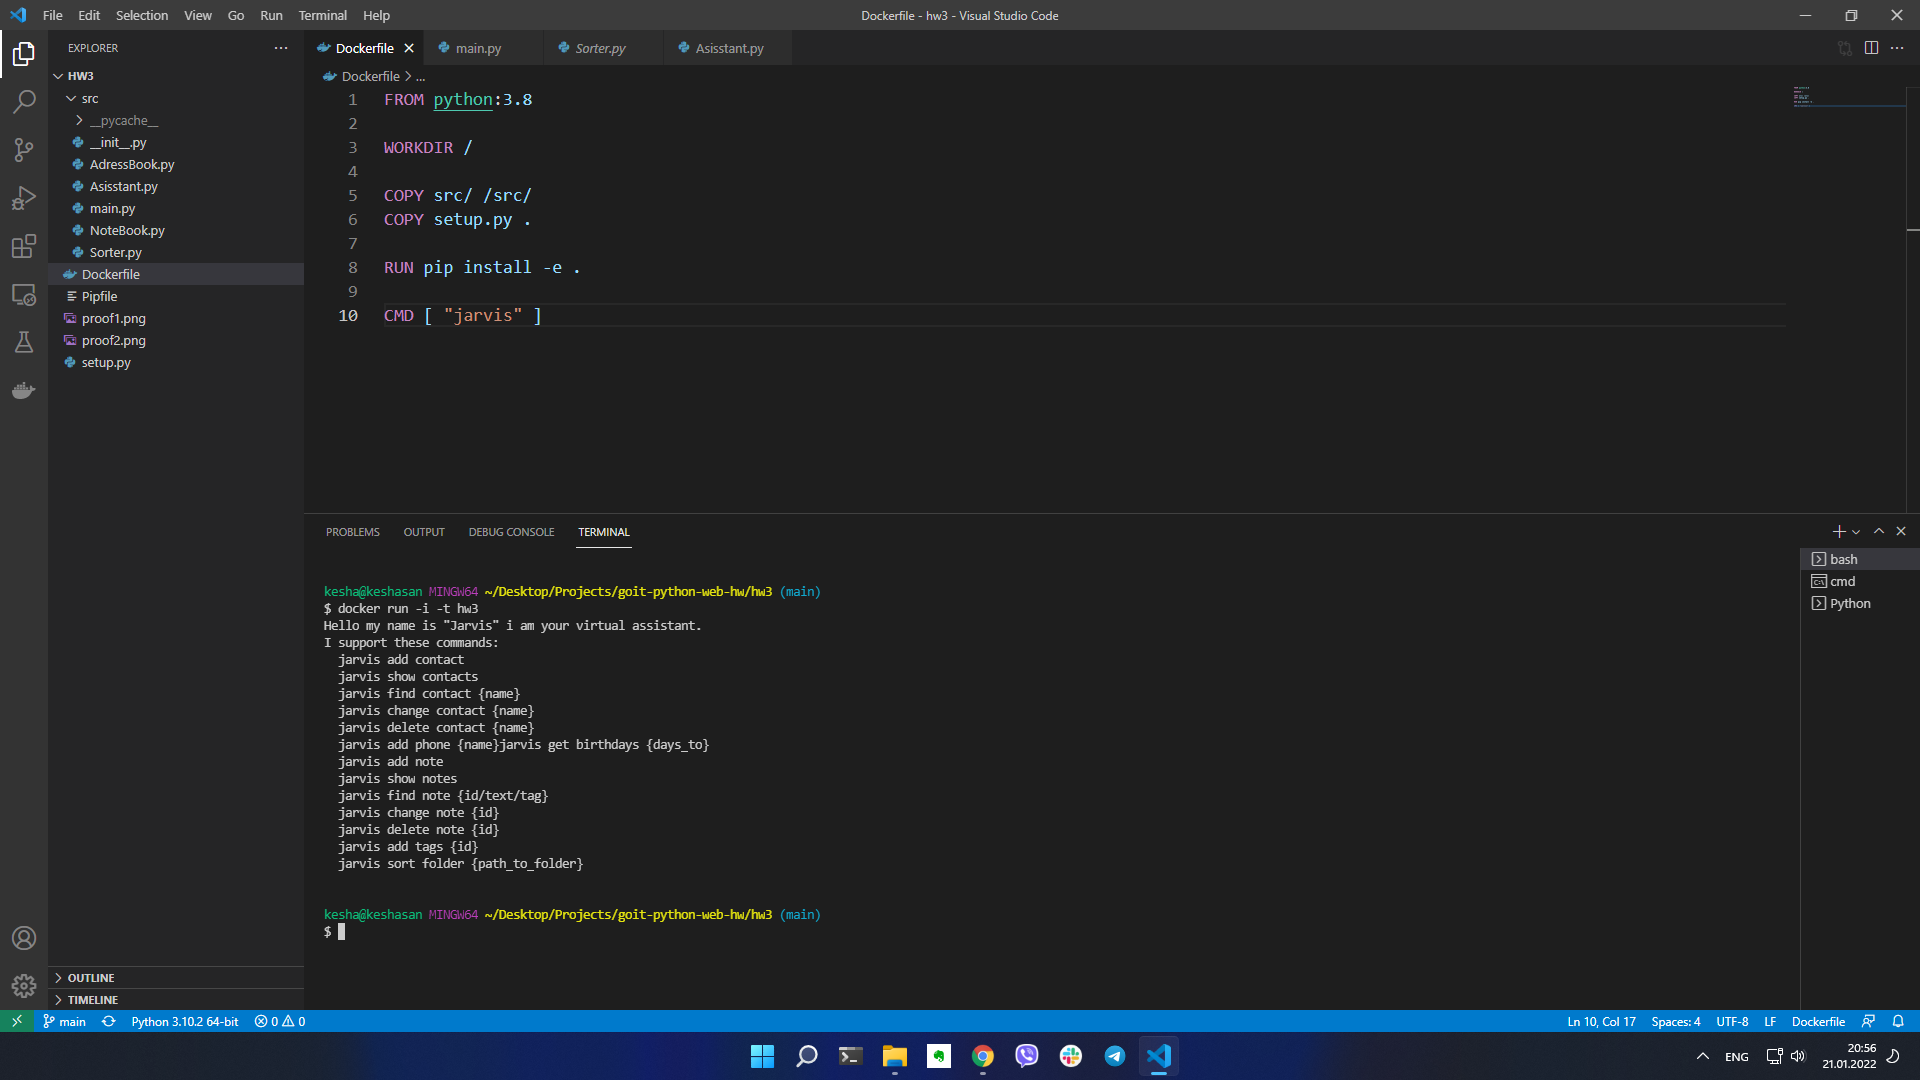 File Edit Selection View Go Run Terminal Help
Dockerfile - hw3 - Visual Studio Code
EXPLORER
HW3
src
__pycache__
__init__.py
AdressBook.py
Asisstant.py
main.py
NoteBook.py
Sorter.py
Dockerfile
Pipfile
proof1.png
proof2.png
setup.py
OUTLINE
TIMELINE
Dockerfile main.py Sorter.py Asisstant.py
Dockerfile > ...
1 FROM python:3.8
2
3 WORKDIR /
4
5 COPY src/ /src/
6 COPY setup.py .
7
8 RUN pip install -e .
9
10 CMD [ "jarvis" ]
PROBLEMS OUTPUT DEBUG CONSOLE TERMINAL
kesha@keshasan MINGW64 ~/Desktop/Projects/goit-python-web-hw/hw3 (main)
$ docker run -i -t hw3
Hello my name is "Jarvis" i am your virtual assistant.
I support these commands:
jarvis add contact
jarvis show contacts
jarvis find contact {name}
jarvis change contact {name}
jarvis delete contact {name}
jarvis add phone {name}jarvis get birthdays {days_to}
jarvis add note
jarvis show notes
jarvis find note {id/text/tag}
jarvis change note {id}
jarvis delete note {id}
jarvis add tags {id}
jarvis sort folder {path_to_folder}
kesha@keshasan MINGW64 ~/Desktop/Projects/goit-python-web-hw/hw3 (main)
$
bash
cmd
Python
main Python 3.10.2 64-bit 0 0
Ln 10, Col 17 Spaces: 4 UTF-8 LF Dockerfile
ENG
20:56
21.01.2022